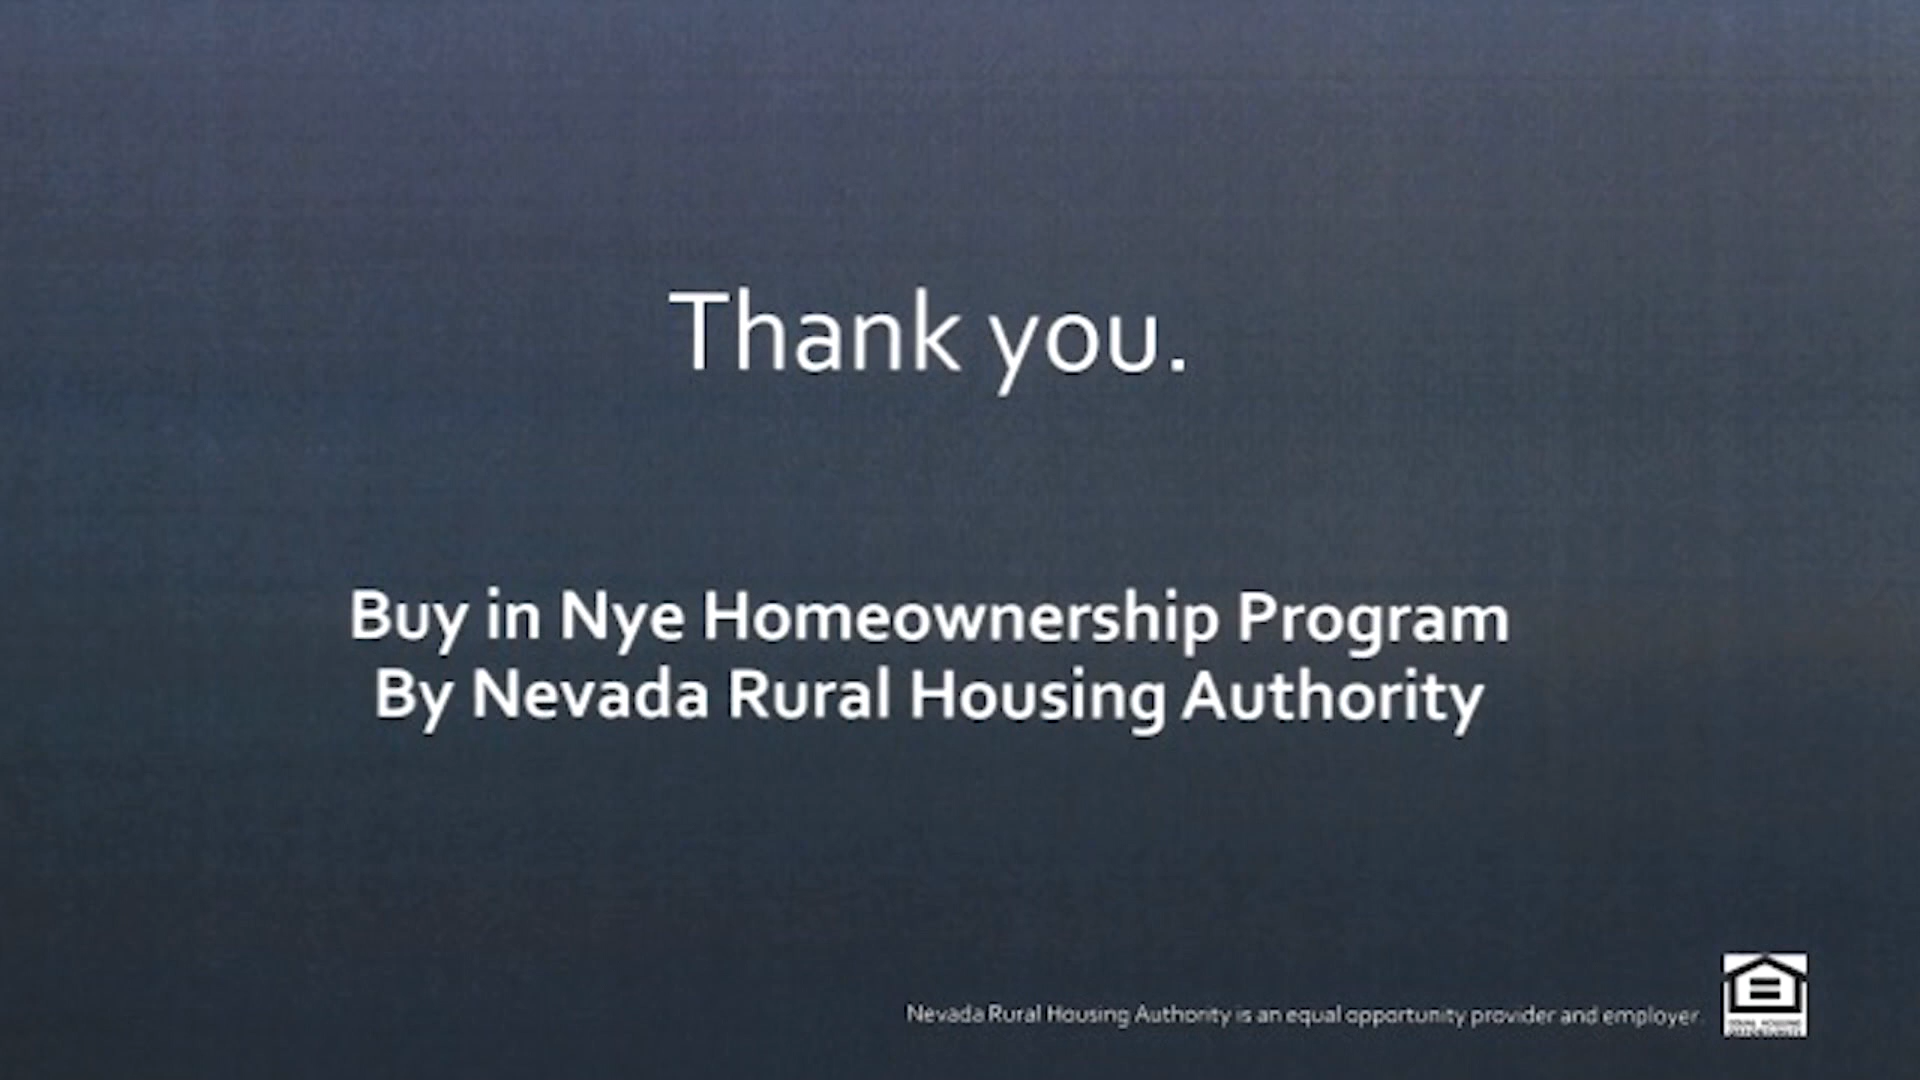 Thank you.
Buy in Nye Homeownership Program
By Nevada Rural Housing Authority
Nevada Rural Housing Authority is an equal opportunity provider and employer.